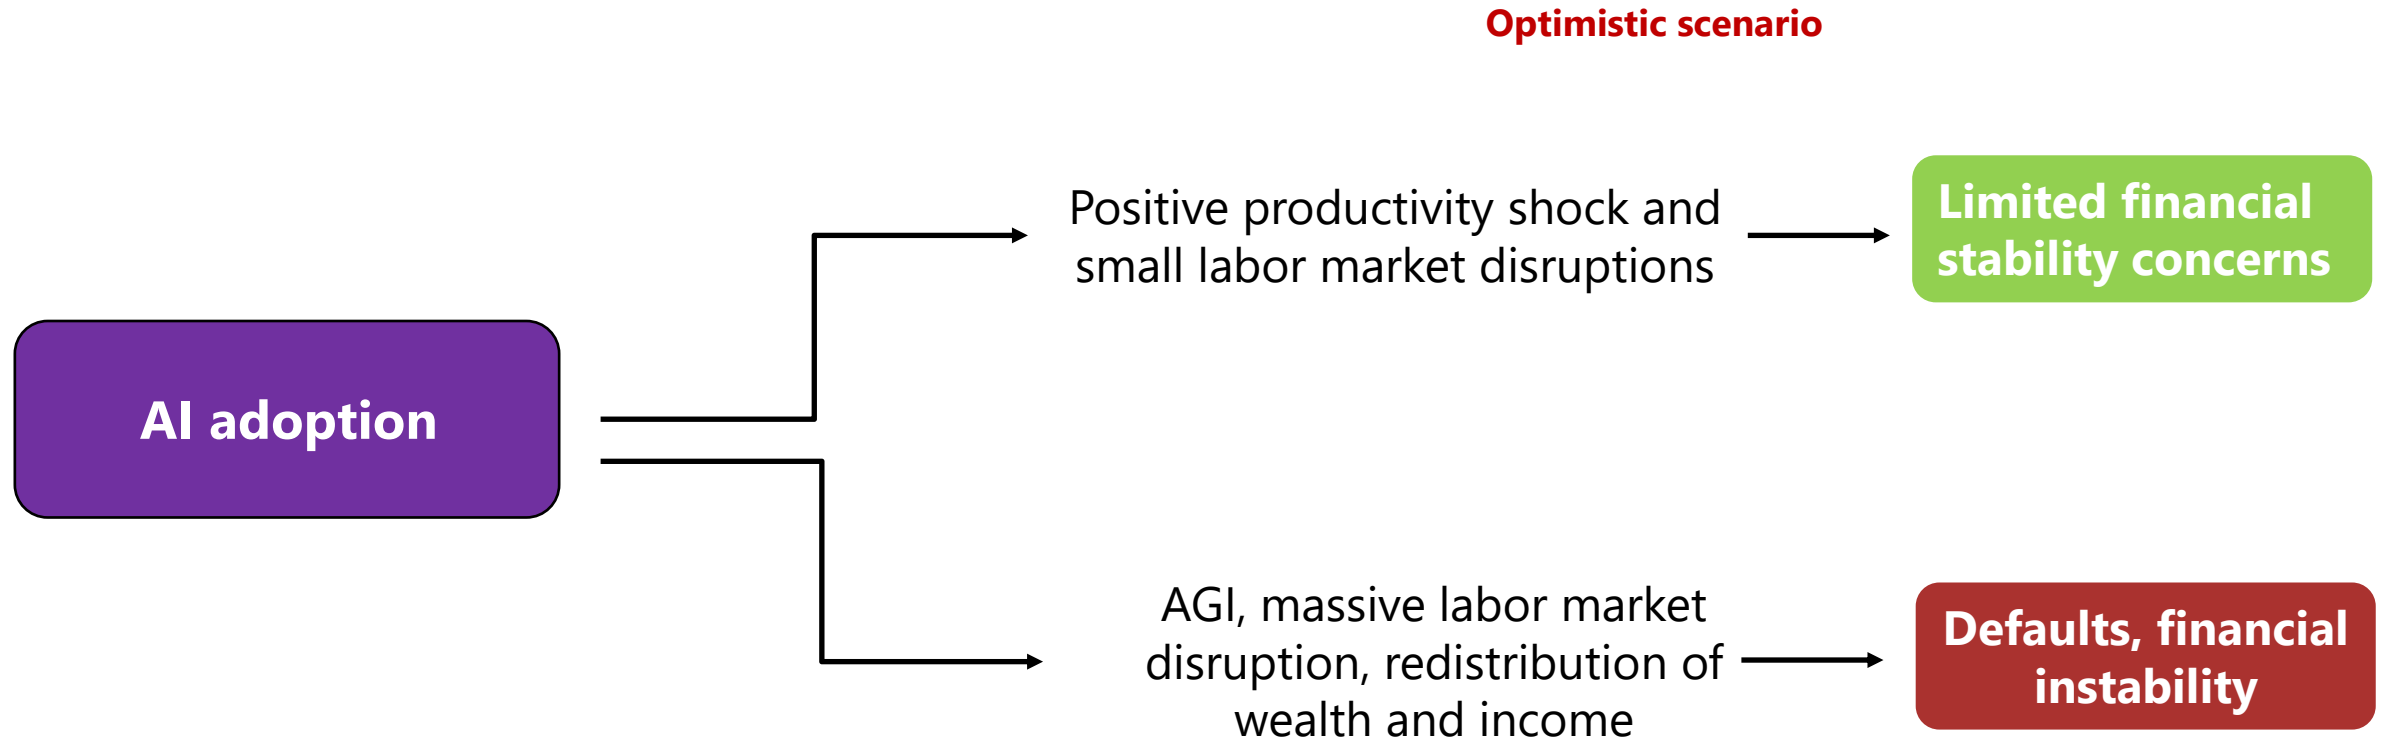 Optimistic scenario
Positive productivity shock and
small labor market disruptions
Limited financial
stability concerns
AI adoption
AGI, massive labor market
disruption, redistribution of
wealth and income
Defaults, financial
instability